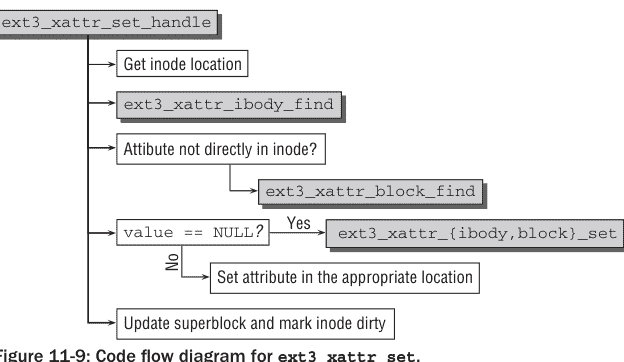 ext3_xattr_set_handle
Get inode location
ext3_xattr_ibody_find
Attibute not directly in inode?
ext3_xattr_block_find
value == NULL?
Yes
ext3_xattr_{ibody,block}_set
No
Set attribute in the appropriate location
Update superblock and mark inode dirty
Figure 11-9: Code flow diagram for ext3_xattr_set.